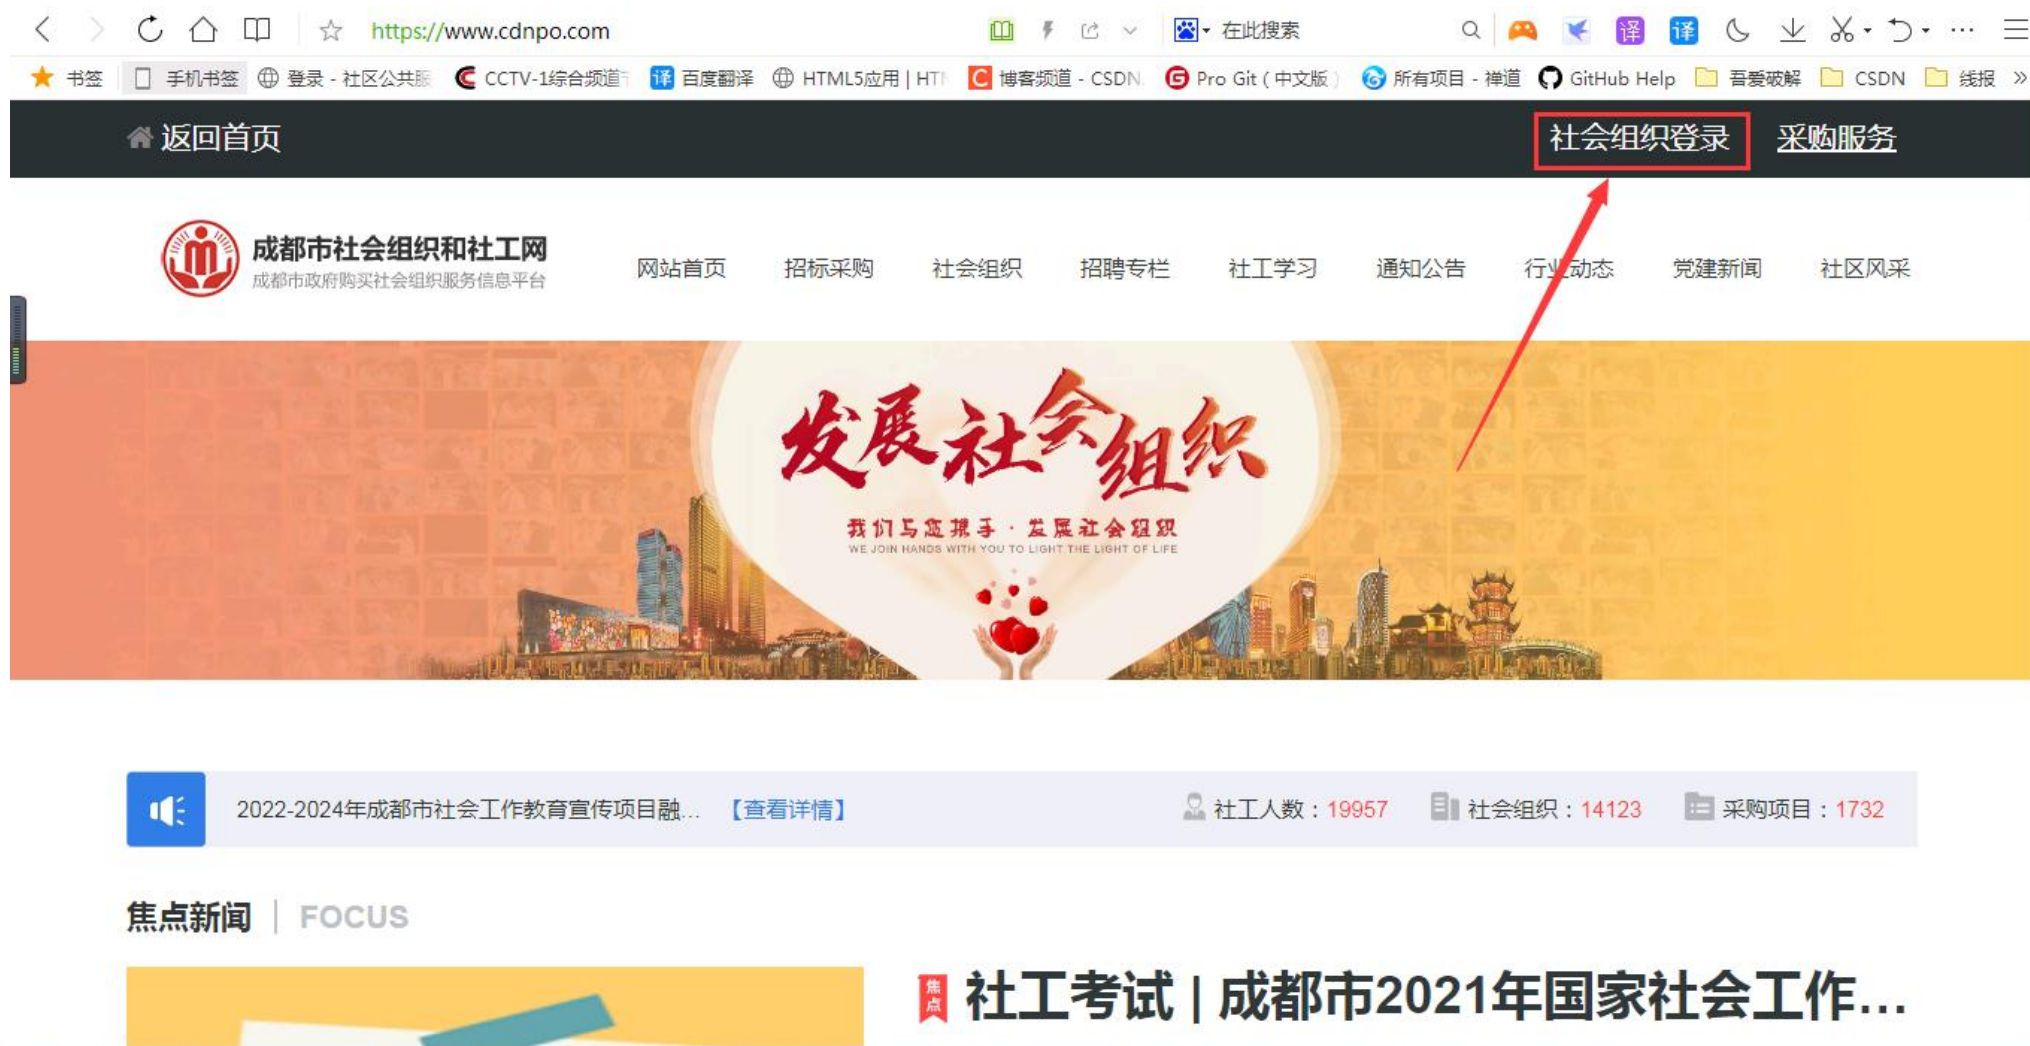 https://www.cdnpo.com
在此搜索
译
译
书签
手机书签
登录 - 社区公共服
CCTV-1综合频道
译 百度翻译
HTML5应用 | HT
C 博客频道 - CSDN
G Pro Git ( 中文版 )
所有项目 - 禅道
GitHub Help
吾爱破解
CSDN
线报
返回首页
社会组织登录
采购服务
成都市社会组织和社工网
成都市政府购买社会组织服务信息平台
网站首页
招标采购
社会组织
招聘专栏
社工学习
通知公告
行业动态
党建新闻
社区风采
发展社会组织
我们与您携手 · 发展社会组织
WE JOIN HANDS WITH YOU TO LIGHT THE LIGHT OF LIFE
2022-2024年成都市社会工作教育宣传项目融...
【查看详情】
社工人数：19957
社会组织：14123
采购项目：1732
焦点新闻
FOCUS
焦点
社工考试 | 成都市2021年国家社会工作...